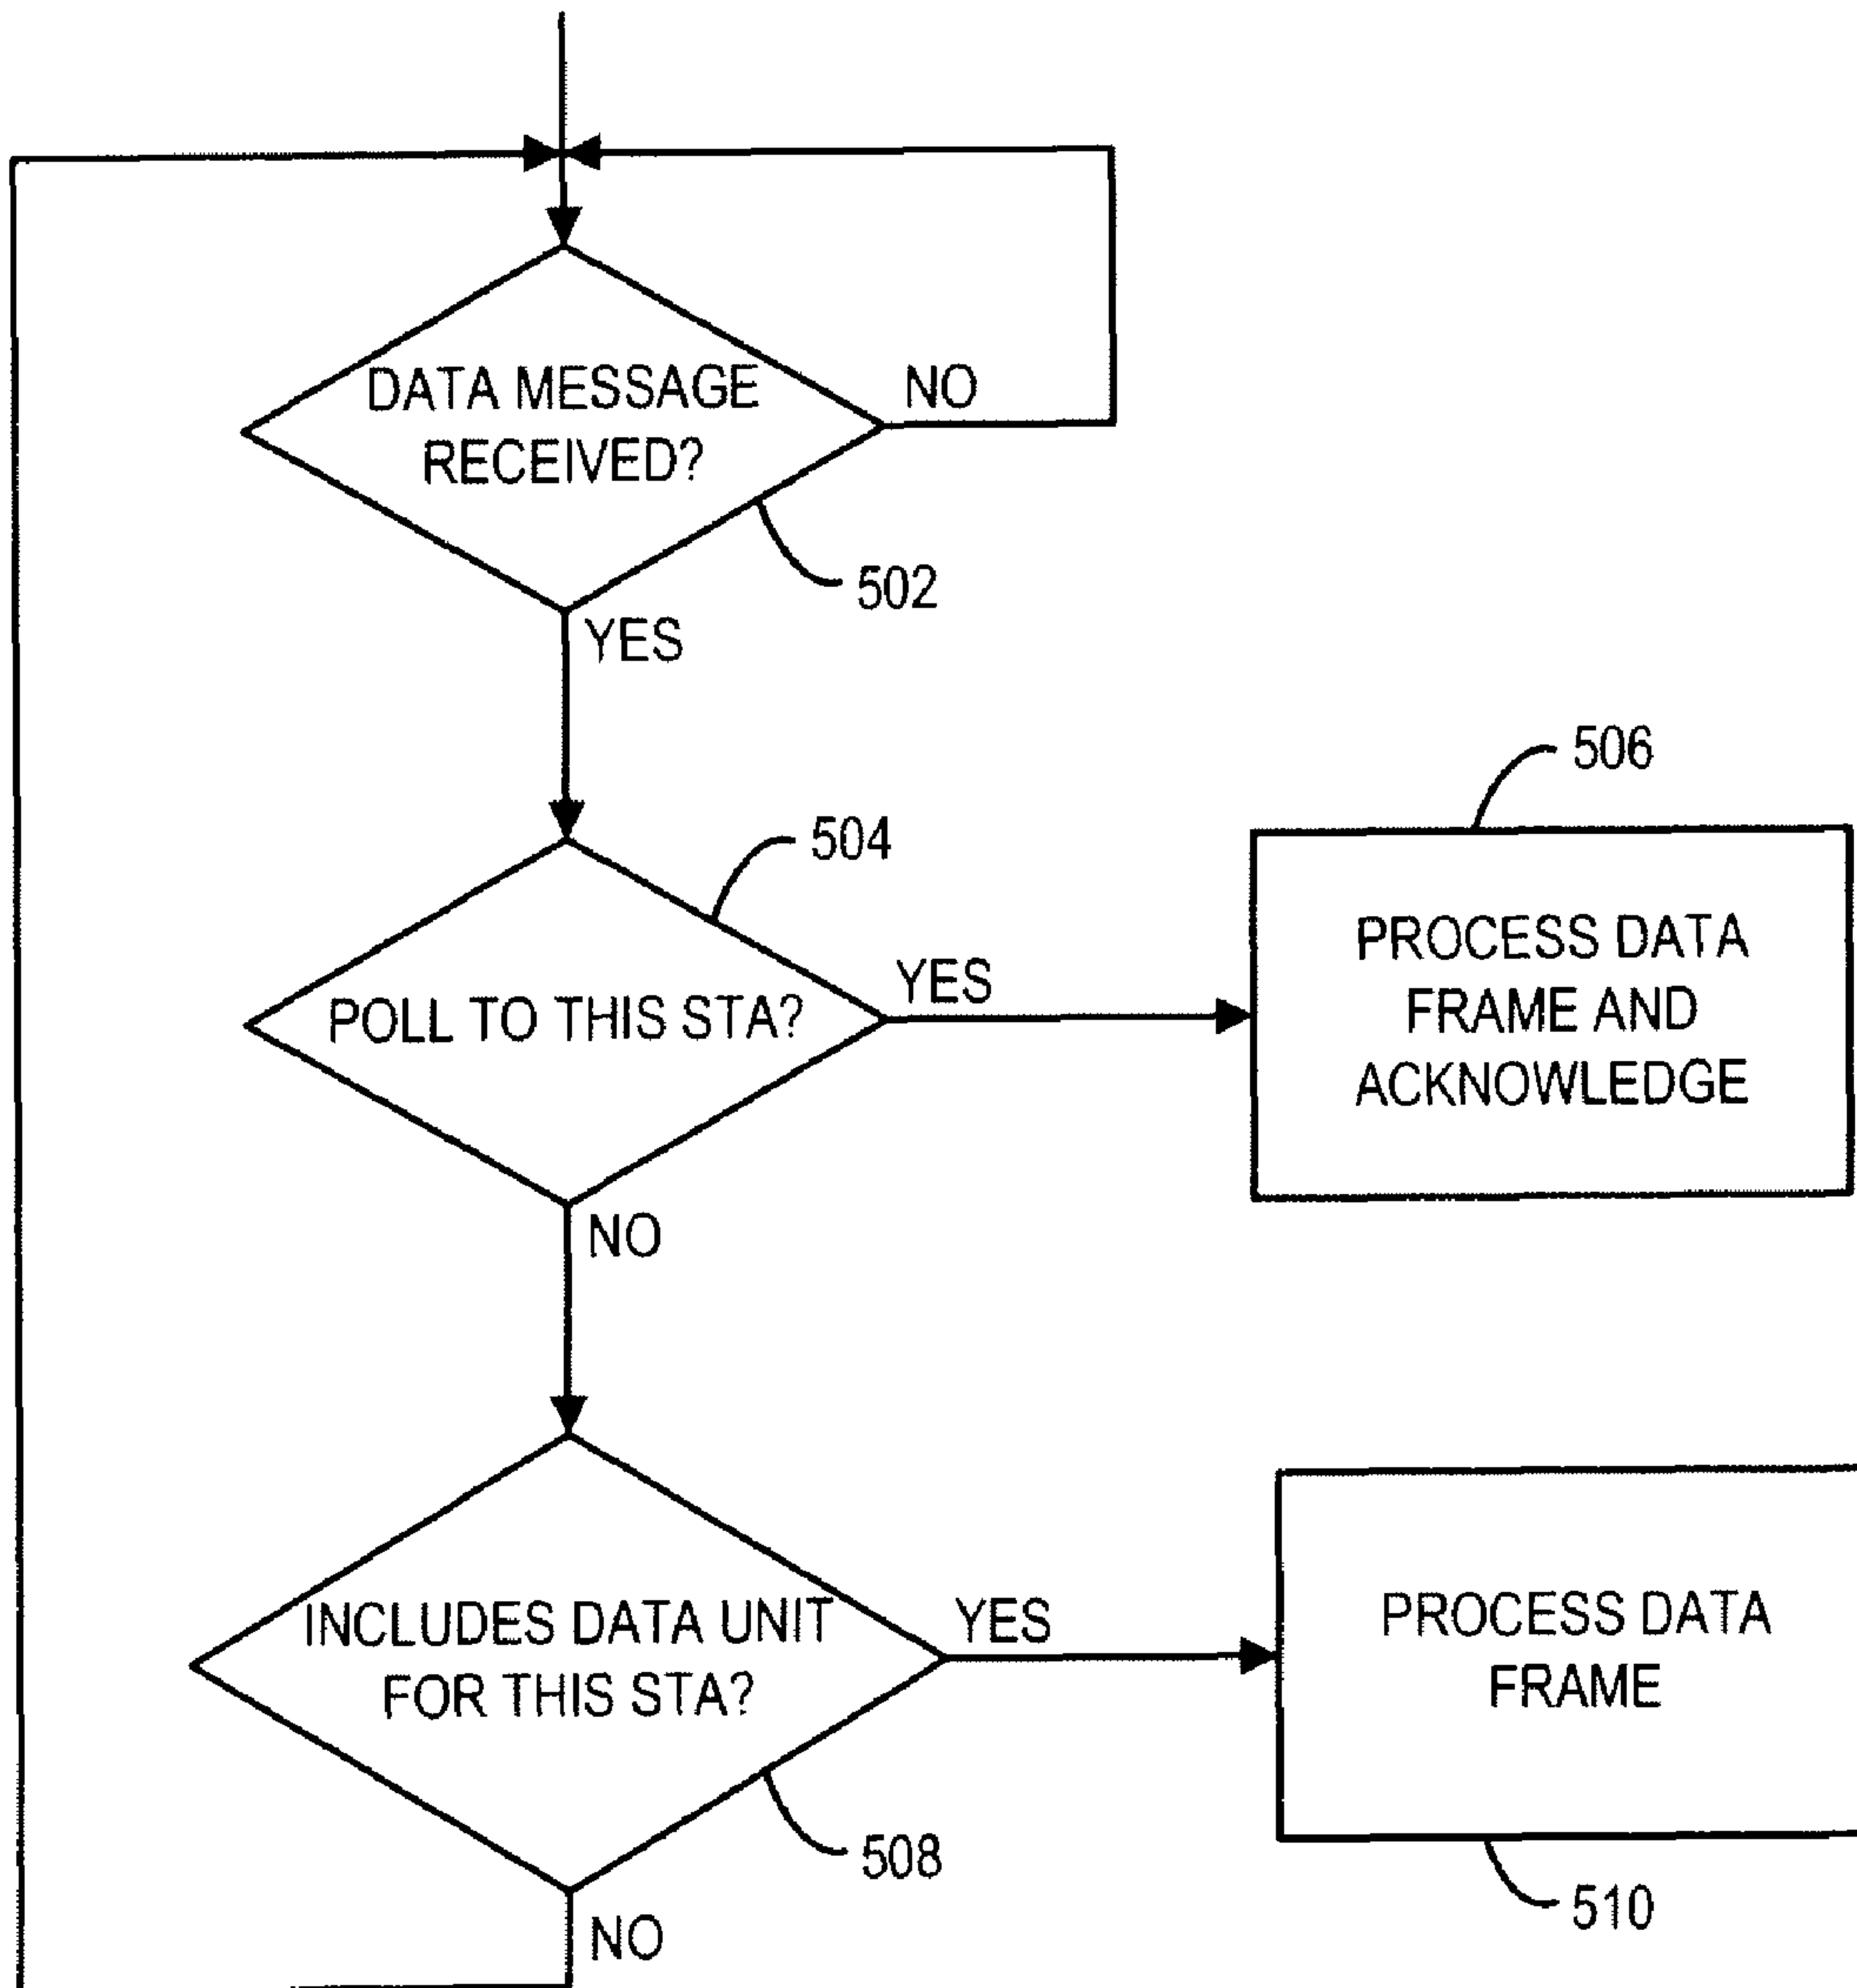 DATA MESSAGE
RECEIVED?
NO
502
YES
506
504
POLL TO THIS STA?
YES
PROCESS DATA
FRAME AND
ACKNOWLEDGE
NO
INCLUDES DATA UNIT
FOR THIS STA?
YES
PROCESS DATA
FRAME
508
510
NO